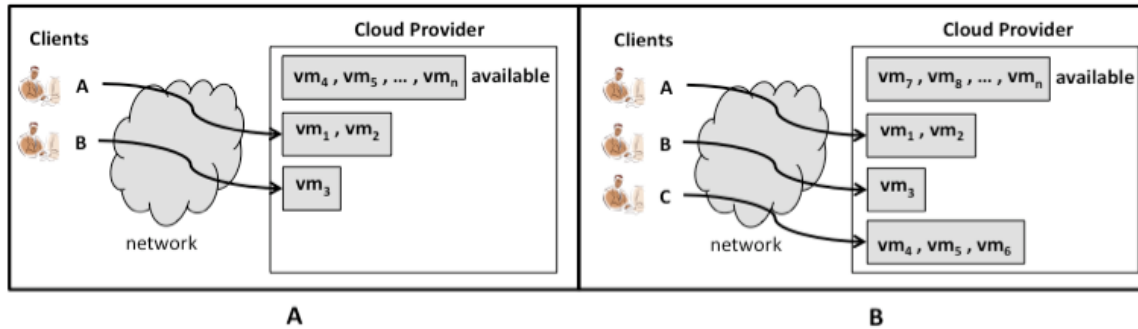 Cloud Provider
Clients
vm4 , vm5 , ... , vmn available
A
vm1 , vm2
B
vm3
network
A
Cloud Provider
Clients
vm7 , vm8 , ... , vmn available
A
vm1 , vm2
B
vm3
C
vm4 , vm5 , vm6
network
B